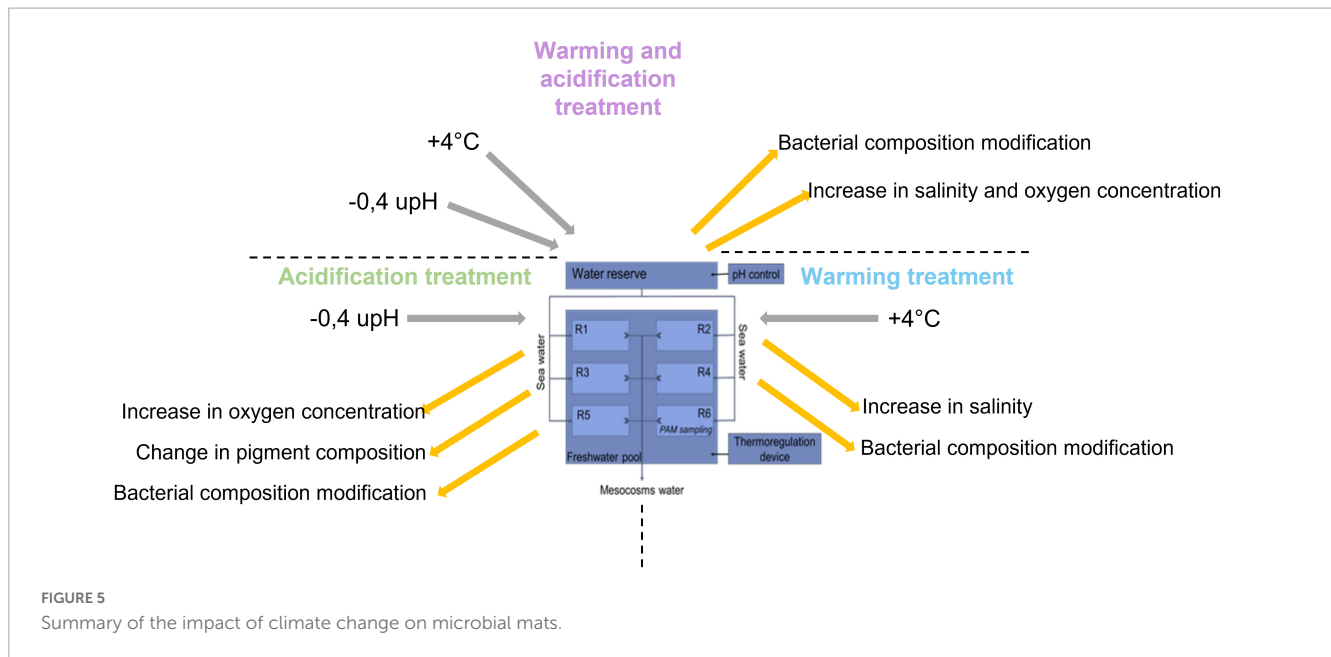 Warming and
acidification
treatment
+4°C
-0,4 upH
Bacterial composition modification
Increase in salinity and oxygen concentration
Acidification treatment
Water reserve
pH control
Warming treatment
-0,4 upH
+4°C
Sea water
R1
R2
Sea water
R3
R4
R5
R6
PAM sampling
Freshwater pool
Thermoregulation
device
Mesocosms water
Increase in oxygen concentration
Change in pigment composition
Bacterial composition modification
Increase in salinity
Bacterial composition modification
FIGURE 5
Summary of the impact of climate change on microbial mats.